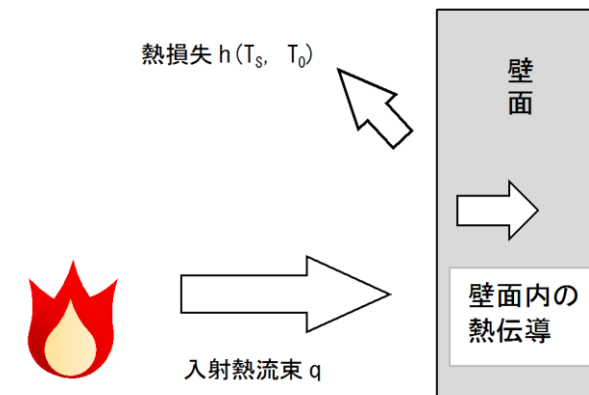 熱損失 h(Ts, T0)
壁
面
壁面内の
熱伝導
入射熱流束 q